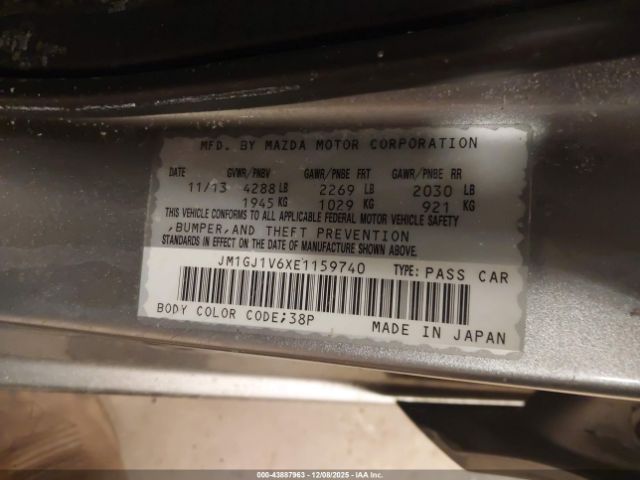 MFD. BY MAZDA MOTOR CORPORATION
DATE GVWR/PNBV GAWR/PNBE FRT GAWR/PNBE RR
11/13 4288 LB 2269 LB 2030 LB
1945 KG 1029 KG 921 KG
THIS VEHICLE CONFORMS TO ALL APPLICABLE FEDERAL MOTOR VEHICLE SAFETY
,BUMPER,AND THEFT PREVENTION
STANDARDS IN EFFECT ON THE DATE OF MANUFACTURE SHOWN ABOVE.
JM1GJ1V6XE1159740 TYPE: PASS CAR
BODY COLOR CODE;38P MADE IN JAPAN
000-43887963 | 12/08/2025 - Copyright © IAA, Inc.